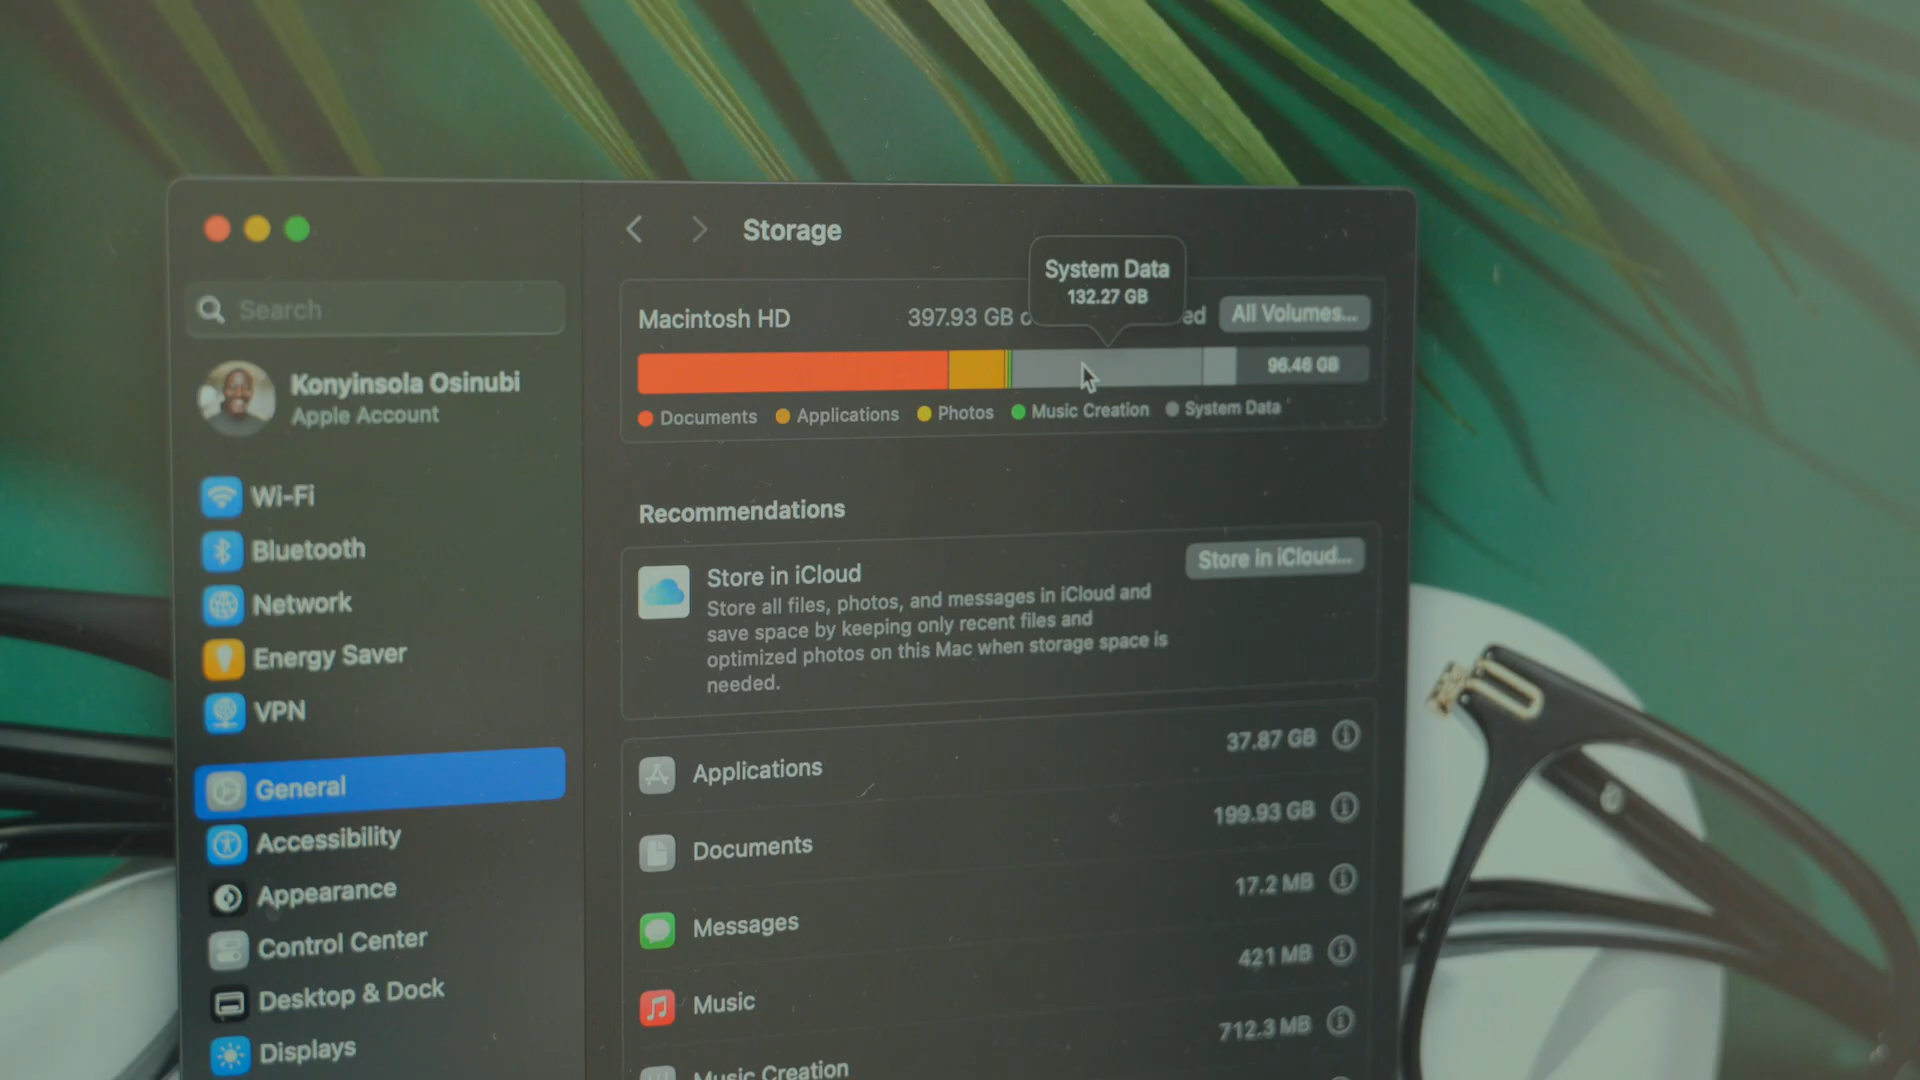 Storage
System Data
132.27 GB
Search
Macintosh HD
397.93 GB
ed
All Volumes...
96.46 GB
Documents
Applications
Photos
Music Creation
System Data
Konyinsola Osinubi
Apple Account
Wi-Fi
Bluetooth
Network
Energy Saver
VPN
General
Accessibility
Appearance
Control Center
Desktop & Dock
Displays
Recommendations
Store in iCloud
Store in iCloud...
Store all files, photos, and messages in iCloud and
save space by keeping only recent files and
optimized photos on this Mac when storage space is
needed.
Applications
37.87 GB
Documents
199.93 GB
Messages
17.2 MB
Music
421 MB
Music Creation
712.3 MB